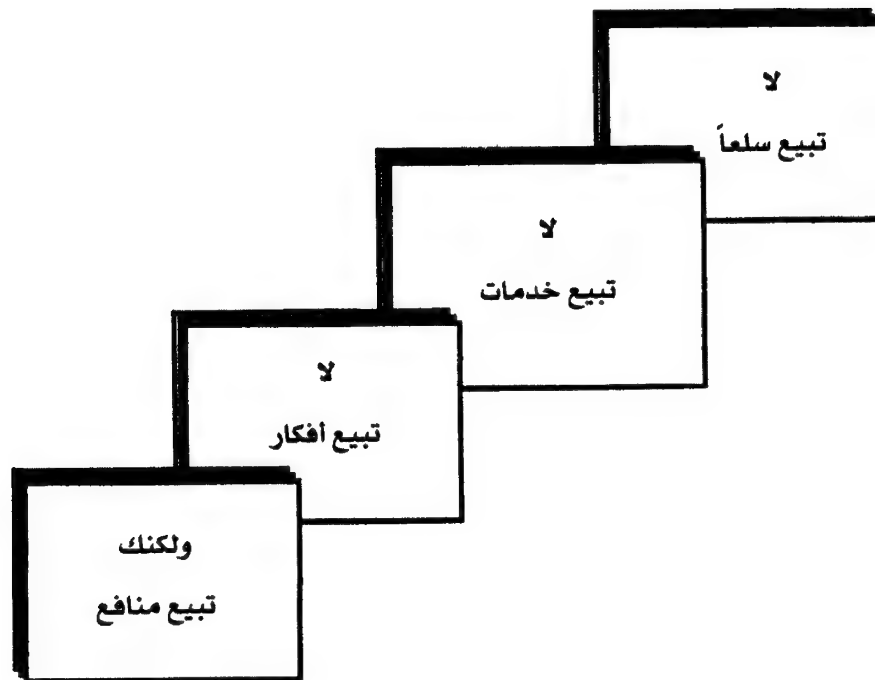 لا
تبيع سلعاً
لا
تبيع خدمات
لا
تبيع أفكار
ولكنك
تبيع منافع